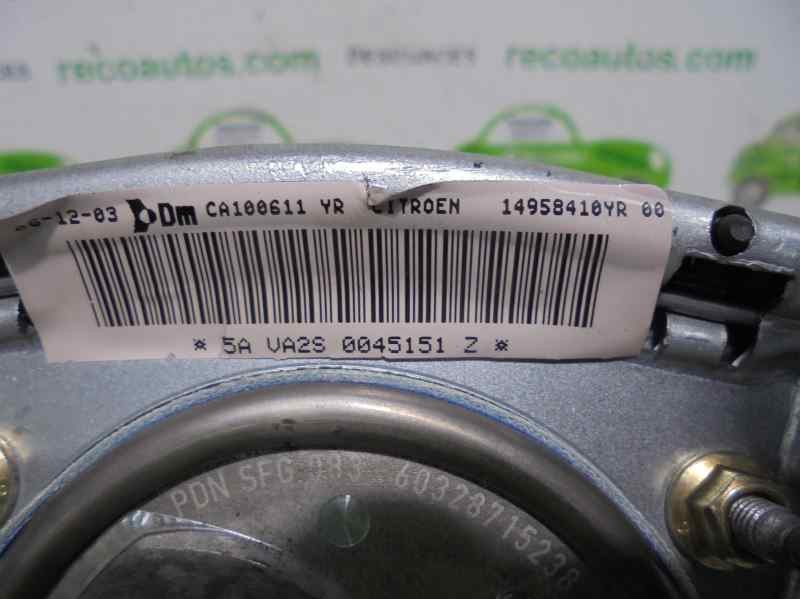 recoautos.com recoautos.com
-12-03 Dm CA100611 YR CITROEN 14958410YR 00
* 5A VA2S 0045151 Z *
PDN SFG 083 60328715238